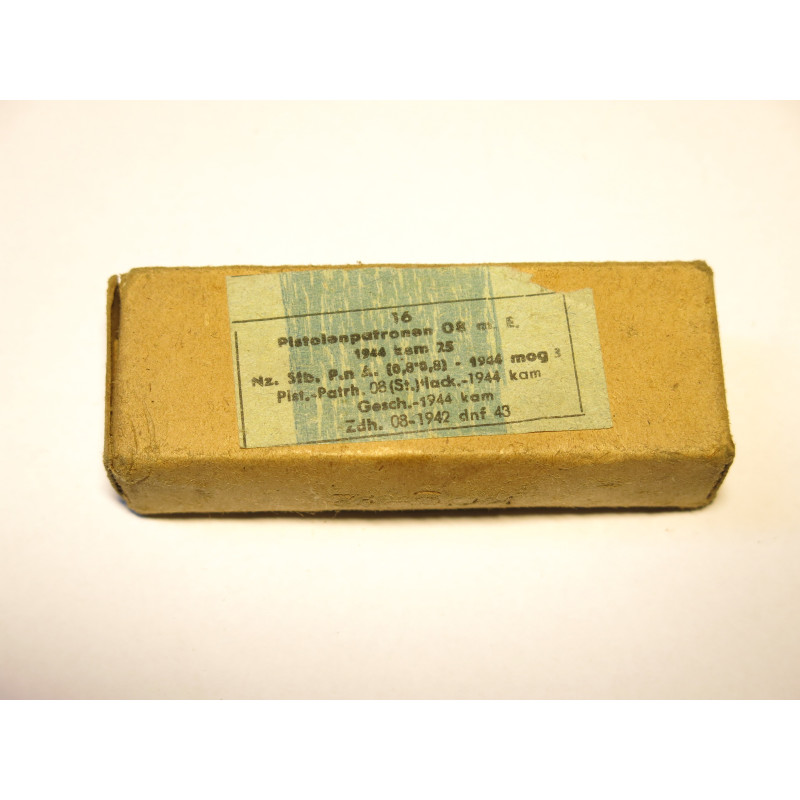 16
Pistolenpatronen 08 m. E.
1944 kam 25
Nz. Stb. P.n A. (0,8•0,8) - 1944 mog 3
Pist.-Patrh. 08 (St.) lack.-1944 kam
Gesch.-1944 kam
Zdh. 08-1942 dnf 43